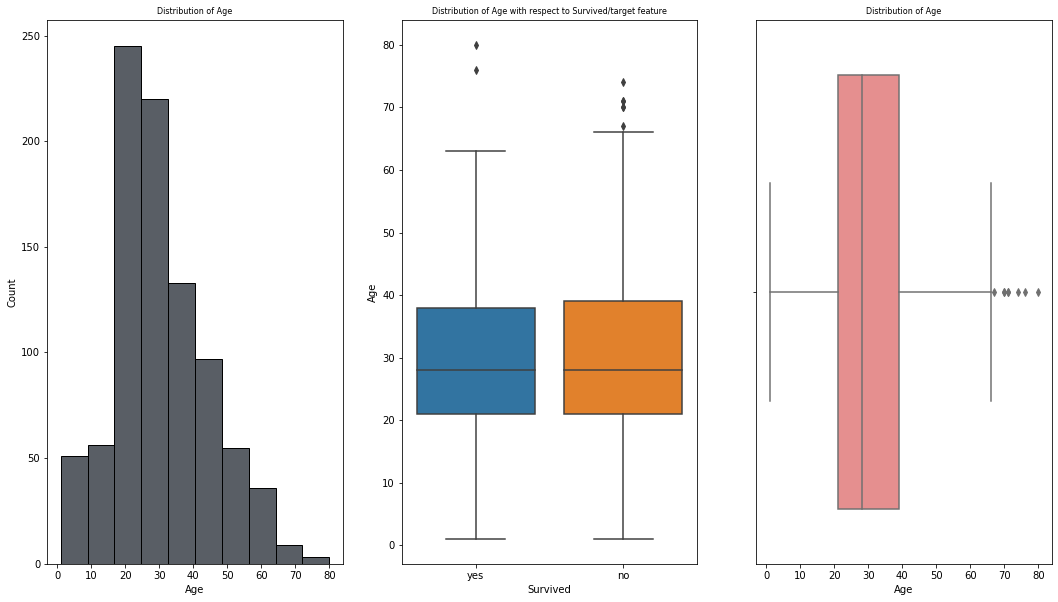 Distribution of Age
250
200
150
100
50
0
Count
0 10 20 30 40 50 60 70 80
Age
Distribution of Age with respect to Survived/target feature
80
70
60
50
40
30
20
10
0
Age
yes no
Survived
Distribution of Age
0 10 20 30 40 50 60 70 80
Age